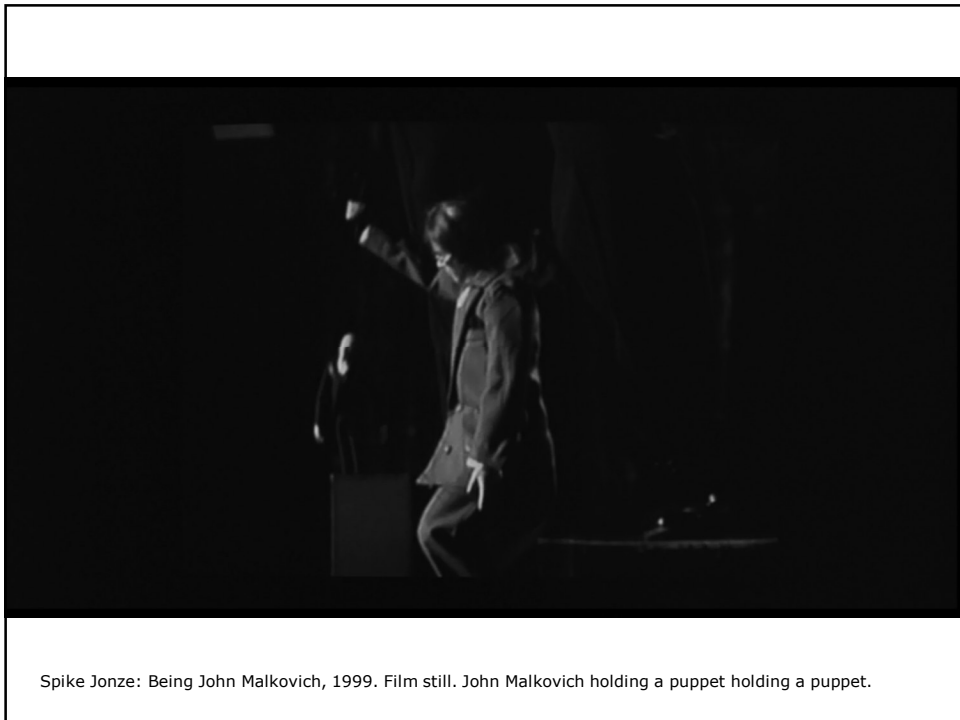 Spike Jonze: Being John Malkovich, 1999. Film still. John Malkovich holding a puppet holding a puppet.